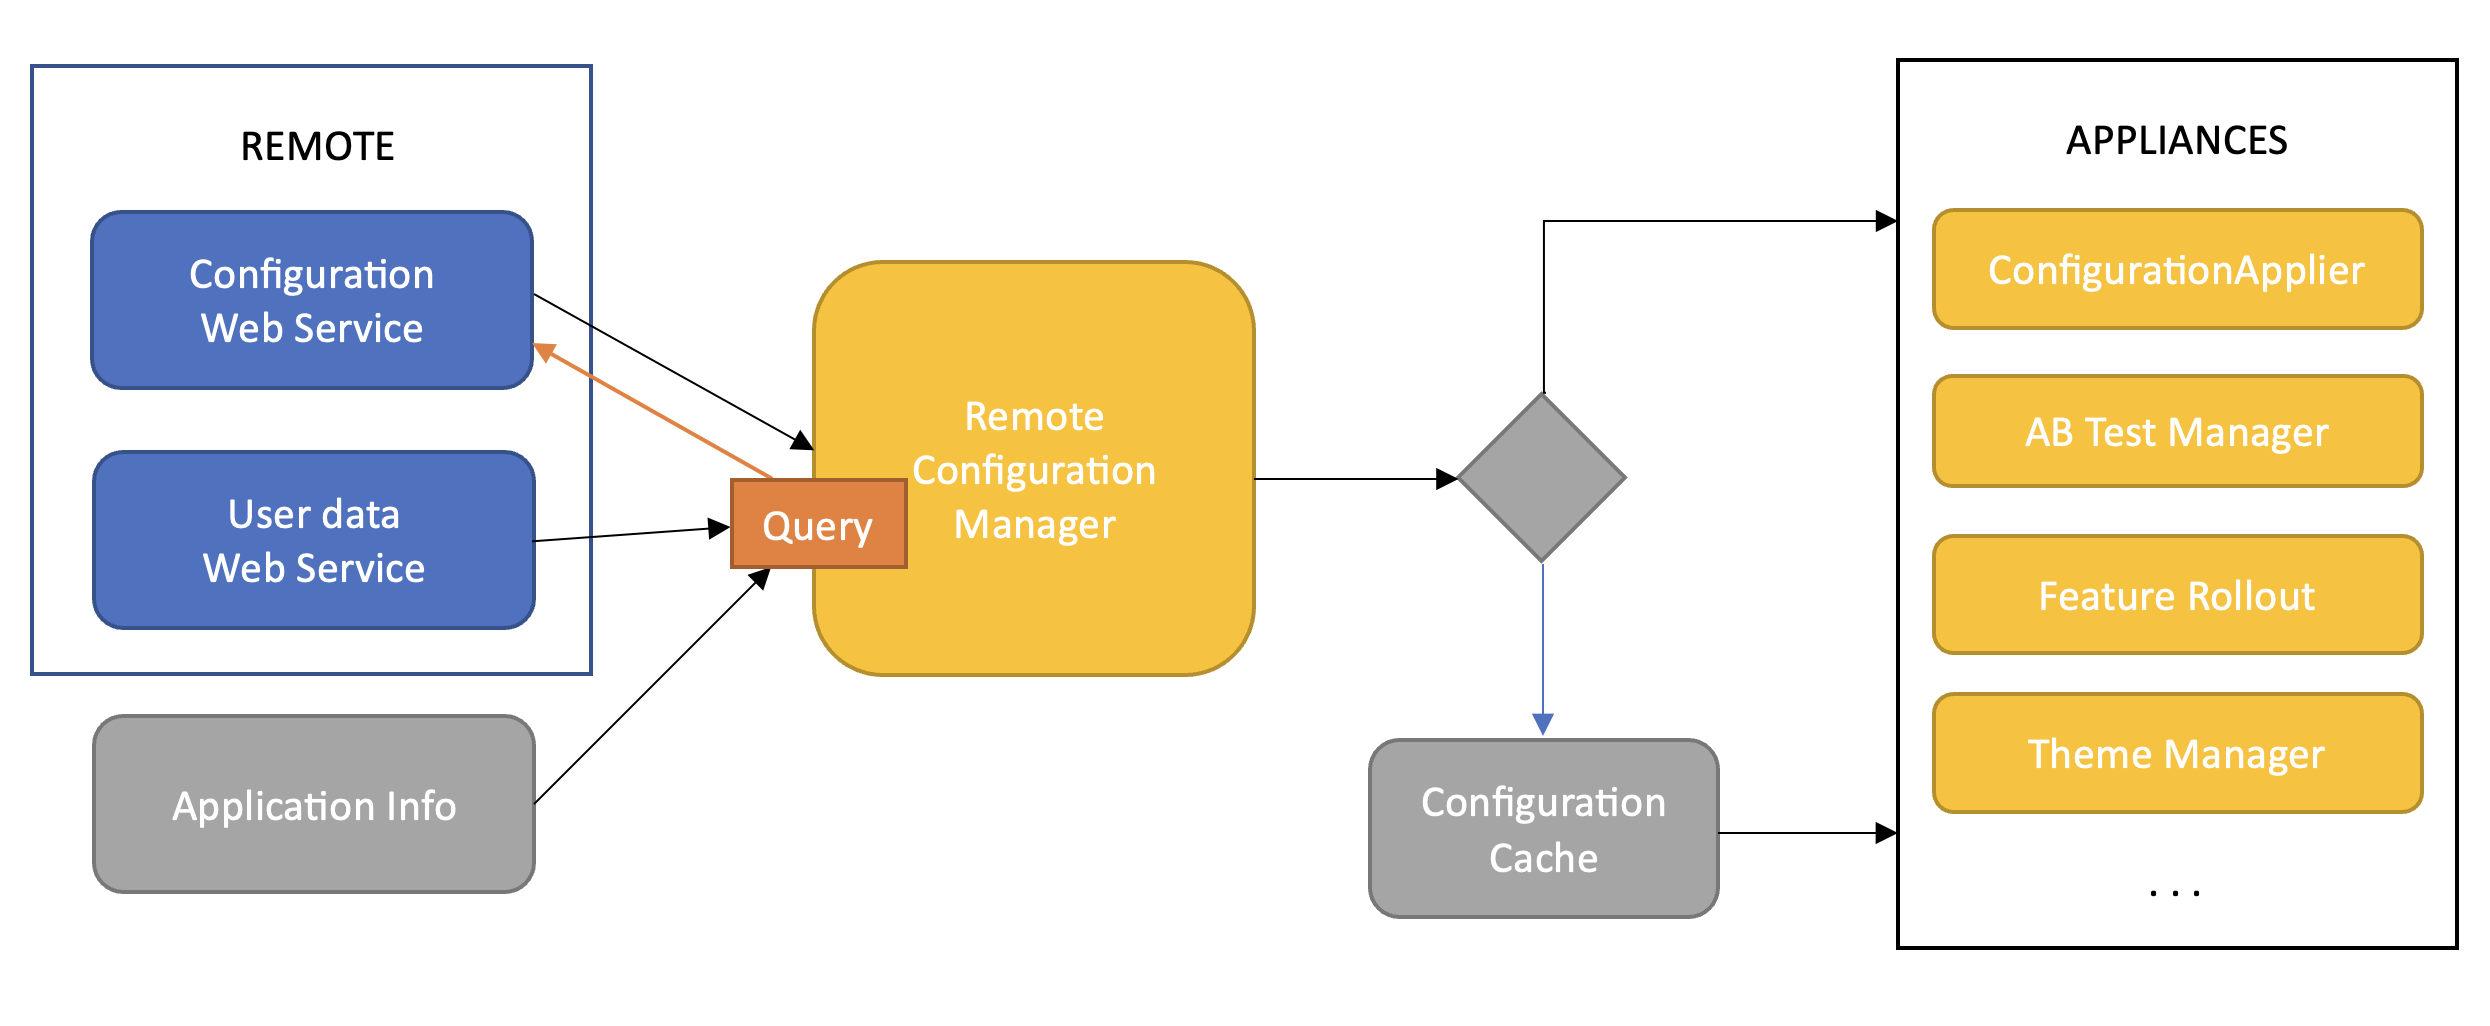 REMOTE
Configuration
Web Service
User data
Web Service
Application Info
Query
Remote
Configuration
Manager
Configuration
Cache
APPLIANCES
ConfigurationApplier
AB Test Manager
Feature Rollout
Theme Manager
. . .